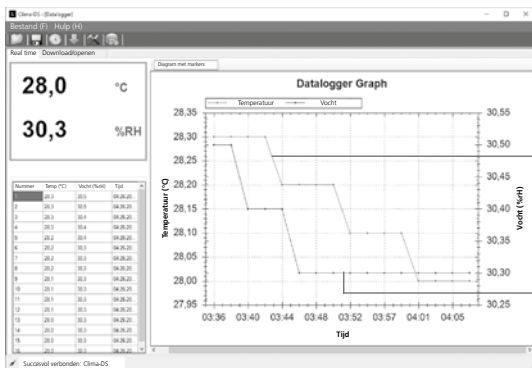 Clima-DS - [Datalogger]
Bestand (F) Hulp (H)
Real time Download/openen
28,0 °C
30,3 %RH
Diagram met markers
Datalogger Graph
Temperatuur Vocht
28,35
28,30
28,25
28,20
28,15
28,10
28,05
28,00
27,95
Temperatuur (°C)
30,55
30,50
30,45
30,40
30,35
30,30
30,25
Vocht (%rH)
03:36 03:40 03:44 03:48 03:52 03:57 04:01 04:05
Tijd
Nummer Temp (°C) Vocht (%rH) Tijd
2
3
4
5
6
7
8
9
10
11
12
13
14
15
Succesvol verbonden: Clima-DS